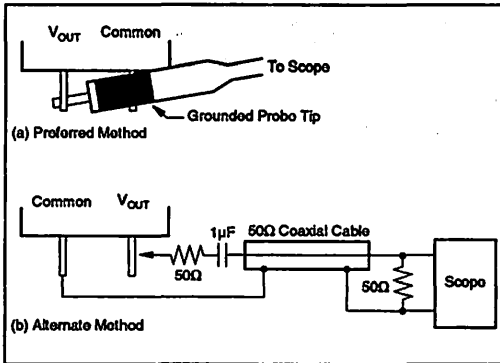 VOUT Common
To Scope
Grounded Probo Tip
(a) Preferred Method
Common VOUT
1µF 50Ω Coaxial Cable
50Ω
50Ω
Scope
(b) Alternate Method